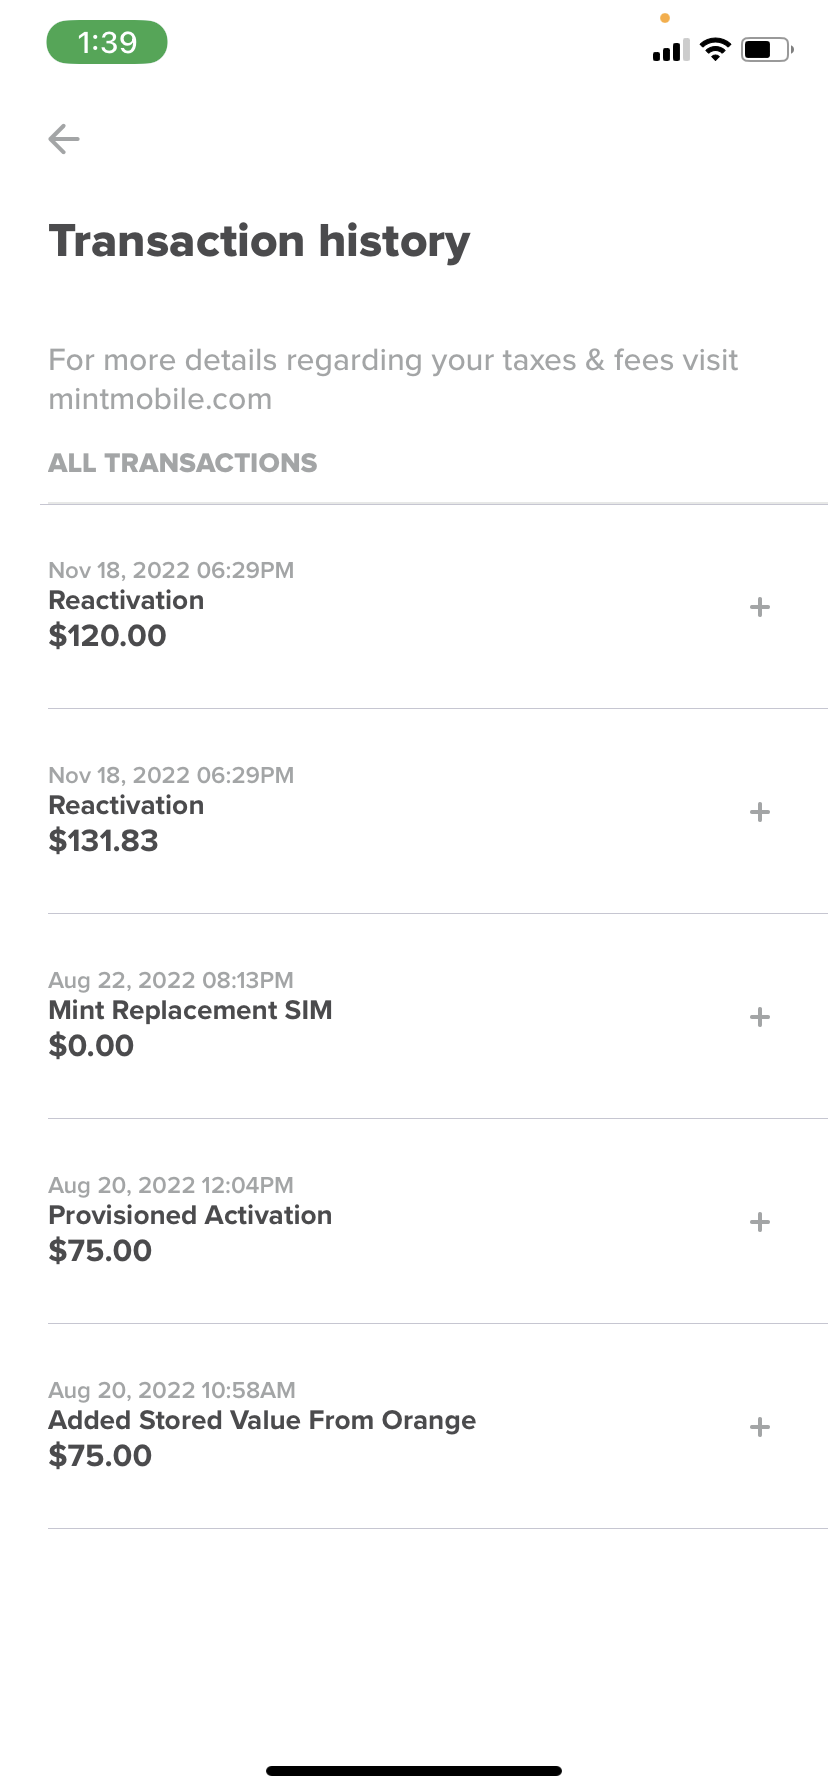 1:39
Transaction history
For more details regarding your taxes & fees visit
mintmobile.com
ALL TRANSACTIONS
Nov 18, 2022 06:29PM
Reactivation
$120.00
+
Nov 18, 2022 06:29PM
Reactivation
$131.83
+
Aug 22, 2022 08:13PM
Mint Replacement SIM
$0.00
+
Aug 20, 2022 12:04PM
Provisioned Activation
$75.00
+
Aug 20, 2022 10:58AM
Added Stored Value From Orange
$75.00
+